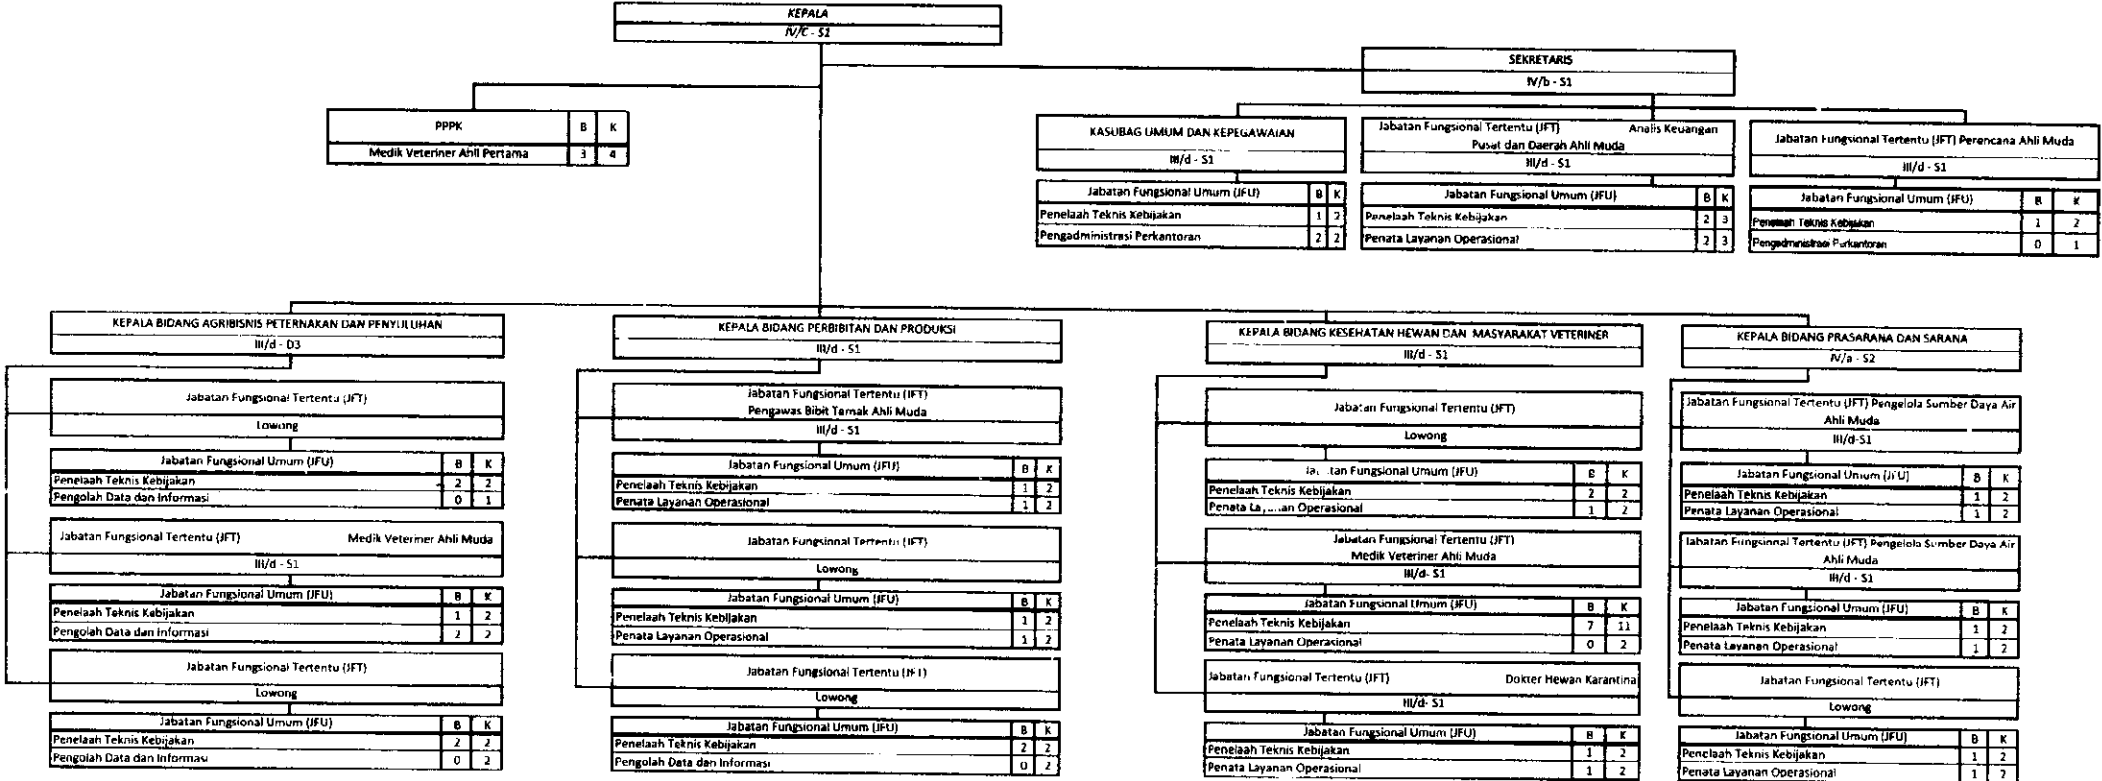 KEPALA
IV/C - S1
SEKRETARIS
IV/b - S1
PPPK B K
Medik Veteriner Ahli Pertama 3 4
KASUBAG UMUM DAN KEPEGAWAIAN
III/d - S1
Jabatan Fungsional Umum (JFU) B K
Penelaah Teknis Kebijakan 1 2
Pengadministrasi Perkantoran 2 2
Jabatan Fungsional Tertentu (JFT) Analis Keuangan
Pusat dan Daerah Ahli Muda
III/d - S1
Jabatan Fungsional Umum (JFU) B K
Penelaah Teknis Kebijakan 2 3
Penata Layanan Operasional 2 3
Jabatan Fungsional Tertentu (JFT) Perencana Ahli Muda
III/d - S1
Jabatan Fungsional Umum (JFU) B K
Penelaah Teknis Kebijakan 1 2
Pengadministrasi Perkantoran 0 1
KEPALA BIDANG AGRIBISNIS PETERNAKAN DAN PENYULUHAN
III/d - D3
Jabatan Fungsional Tertentu (JFT)
Lowong
Jabatan Fungsional Umum (JFU) B K
Penelaah Teknis Kebijakan 2 2
Pengolah Data dan Informasi 0 1
Jabatan Fungsional Tertentu (JFT) Medik Veteriner Ahli Muda
III/d - S1
Jabatan Fungsional Umum (JFU) B K
Penelaah Teknis Kebijakan 1 2
Pengolah Data dan Informasi 2 2
Jabatan Fungsional Tertentu (JFT)
Lowong
Jabatan Fungsional Umum (JFU) B K
Penelaah Teknis Kebijakan 2 2
Pengolah Data dan Informasi 0 2
KEPALA BIDANG PERBIBITAN DAN PRODUKSI
III/d - S1
Jabatan Fungsional Tertentu (JFT)
Pengawas Bibit Ternak Ahli Muda
III/d - S1
Jabatan Fungsional Umum (JFU) B K
Penelaah Teknis Kebijakan 1 2
Penata Layanan Operasional 1 2
Jabatan Fungsional Tertentu (JFT)
Lowong
Jabatan Fungsional Umum (JFU) B K
Penelaah Teknis Kebijakan 1 2
Penata Layanan Operasional 1 2
Jabatan Fungsional Tertentu (JFT)
Lowong
Jabatan Fungsional Umum (JFU) B K
Penelaah Teknis Kebijakan 2 2
Pengolah Data dan Informasi 0 2
KEPALA BIDANG KESEHATAN HEWAN DAN MASYARAKAT VETERINER
III/d - S1
Jabatan Fungsional Tertentu (JFT)
Lowong
Fungsional Umum (JFU) B K
Penelaah Teknis Kebijakan 2 2
Penata Operasional 1 2
Jabatan Fungsional Tertentu (JFT)
Medik Veteriner Ahli Muda
III/d- S1
Jabatan Fungsional Umum (JFU) B K
Penelaah Teknis Kebijakan 7 11
Penata Layanan Operasional 0 2
Jabatan Fungsional Tertentu (JFT) Dokter Hewan Karantina
III/d- S1
Jabatan Fungsional Umum (JFU) B K
Penelaah Teknis Kebijakan 1 2
Penata Layanan Operasional 1 2
KEPALA BIDANG PRASARANA DAN SARANA
IV/a - S2
Jabatan Fungsional Tertentu (JFT) Pengelola Sumber Daya Air
Ahli Muda
III/d-S1
Jabatan Fungsional Umum (JFU) B K
Penelaah Teknis Kebijakan 1 2
Penata Layanan Operasional 1 2
Jabatan Fungsional Tertentu (JFT) Pengelola Sumber Daya Air
Ahli Muda
III/d - S1
Jabatan Fungsional Umum (JFU) B K
Penelaah Teknis Kebijakan 1 2
Penata Layanan Operasional 1 2
Jabatan Fungsional Tertentu (JFT)
Lowong
Jabatan Fungsional Umum (JFU) B K
Penelaah Teknis Kebijakan 1 2
Penata Layanan Operasional 1 2